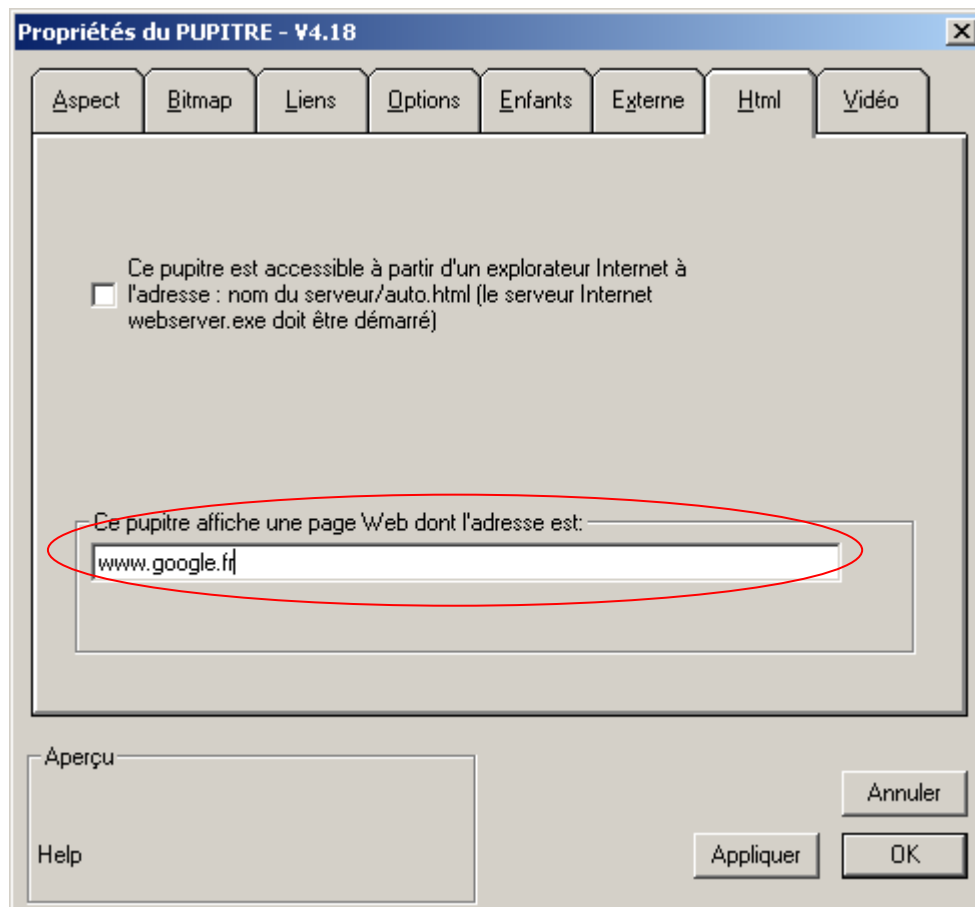 Propriétés du PUPITRE - V4.18
Aspect Bitmap Liens Options Enfants Externe Html Vidéo
Ce pupitre est accessible à partir d'un explorateur Internet à
l'adresse : nom du serveur/auto.html (le serveur Internet
webserver.exe doit être démarré)
Ce pupitre affiche une page Web dont l'adresse est:
www.google.fr
Aperçu
Help
Annuler
Appliquer OK